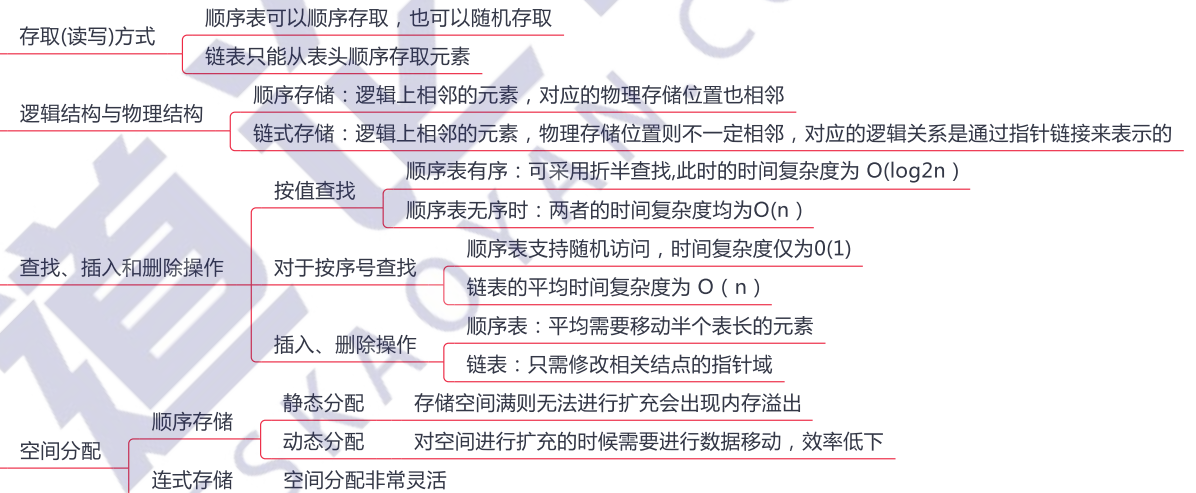 存取(读写)方式
顺序表可以顺序存取，也可以随机存取
链表只能从表头顺序存取元素
逻辑结构与物理结构
顺序存储：逻辑上相邻的元素，对应的物理存储位置也相邻
链式存储：逻辑上相邻的元素，物理存储位置则不一定相邻，对应的逻辑关系是通过指针链接来表示的
查找、插入和删除操作
按值查找
顺序表有序：可采用折半查找,此时的时间复杂度为 O(log2n )
顺序表无序时：两者的时间复杂度均为O(n )
对于按序号查找
顺序表支持随机访问，时间复杂度仅为0(1)
链表的平均时间复杂度为 O ( n )
插入、删除操作
顺序表：平均需要移动半个表长的元素
链表：只需修改相关结点的指针域
空间分配
顺序存储
静态分配 存储空间满则无法进行扩充会出现内存溢出
动态分配 对空间进行扩充的时候需要进行数据移动，效率低下
连式存储 空间分配非常灵活
道论
SKAOYAN.CO